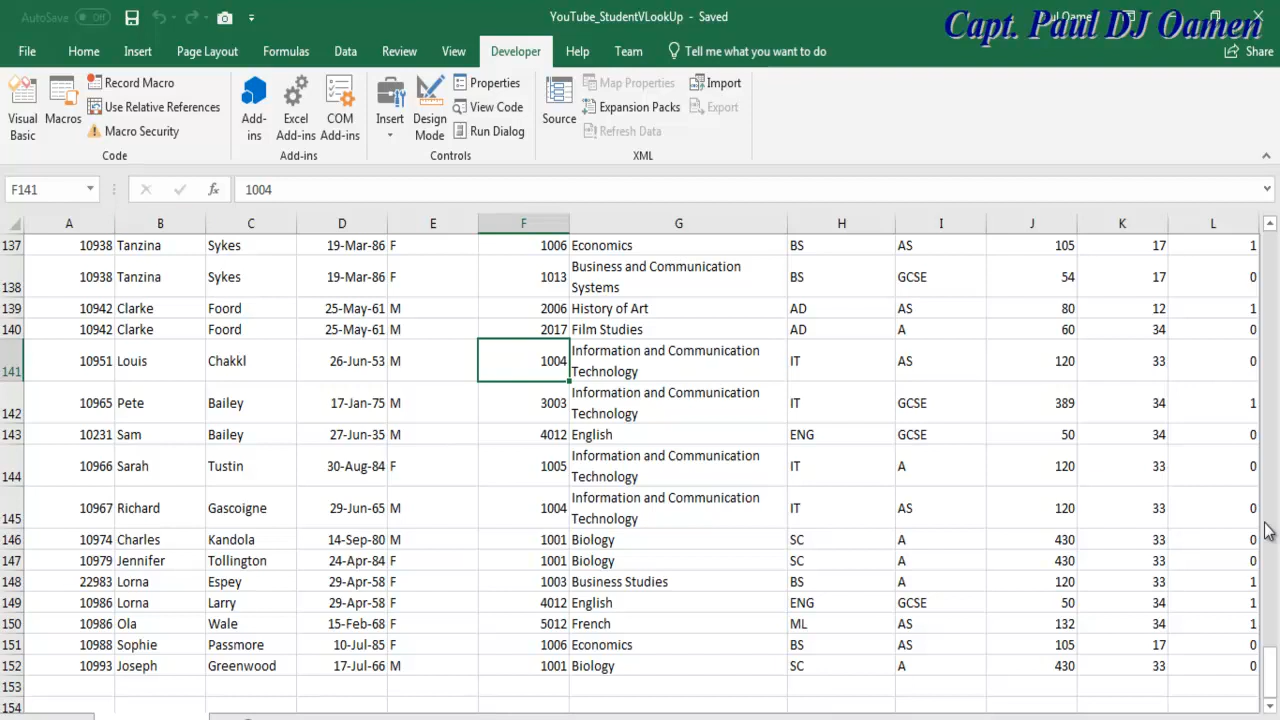 AutoSave Off YouTube_StudentVLookUp - Saved
Capt. Paul DJ Oamen
File Home Insert Page Layout Formulas Data Review View Developer Help Team Tell me what you want to do Share
Visual Basic
Macros
Record Macro
Use Relative References
Macro Security
Code
Add-ins
Excel Add-ins
COM Add-ins
Add-ins
Insert
Design Mode
Properties
View Code
Run Dialog
Controls
Source
Map Properties
Expansion Packs
Refresh Data
Import
Export
XML
F141 fx 1004
A B C D E F G H I J K L
137 10938 Tanzina Sykes 19-Mar-86 F 1006 Economics BS AS 105 17 1
138 10938 Tanzina Sykes 19-Mar-86 F 1013 Business and Communication Systems BS GCSE 54 17 0
139 10942 Clarke Foord 25-May-61 M 2006 History of Art AD AS 80 12 1
140 10942 Clarke Foord 25-May-61 M 2017 Film Studies AD A 60 34 0
141 10951 Louis Chakkl 26-Jun-53 M 1004 Information and Communication Technology IT AS 120 33 0
142 10965 Pete Bailey 17-Jan-75 M 3003 Information and Communication Technology IT GCSE 389 34 1
143 10231 Sam Bailey 27-Jun-35 M 4012 English ENG GCSE 50 34 0
144 10966 Sarah Tustin 30-Aug-84 F 1005 Information and Communication Technology IT A 120 33 0
145 10967 Richard Gascoigne 29-Jun-65 M 1004 Information and Communication Technology IT AS 120 33 0
146 10974 Charles Kandola 14-Sep-80 M 1001 Biology SC A 430 33 0
147 10979 Jennifer Tollington 24-Apr-84 F 1001 Biology SC A 430 33 0
148 22983 Lorna Espey 29-Apr-58 F 1003 Business Studies BS A 120 33 1
149 10986 Lorna Larry 29-Apr-58 F 4012 English ENG GCSE 50 34 1
150 10986 Ola Wale 15-Feb-68 F 5012 French ML AS 132 34 1
151 10988 Sophie Passmore 10-Jul-85 F 1006 Economics BS AS 105 17 0
152 10993 Joseph Greenwood 17-Jul-66 M 1001 Biology SC A 430 33 0
153
154